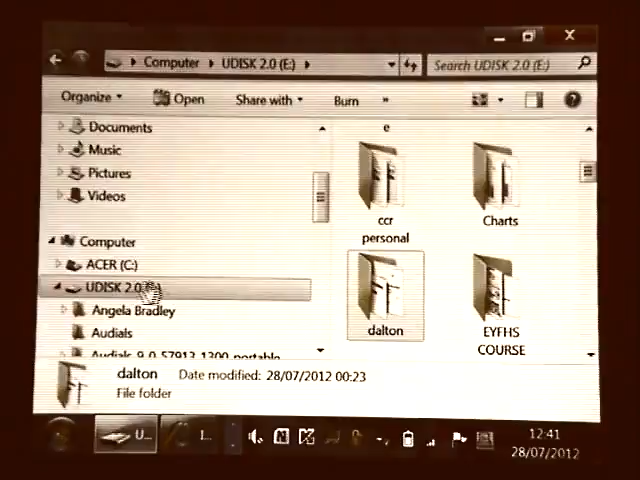 Computer UDISK 2.0 (E:) Search UDISK 2.0 (E:)
Organize Open Share with Burn »
Documents
Music
Pictures
Videos
Computer
ACER (C:)
UDISK 2.0
Angela Bradley
Audials
Audials_9_0_57913_1300_portable
e
ccr
personal
Charts
dalton
EYFHS
COURSE
dalton Date modified: 28/07/2012 00:23
File folder
U...
12:41
28/07/2012